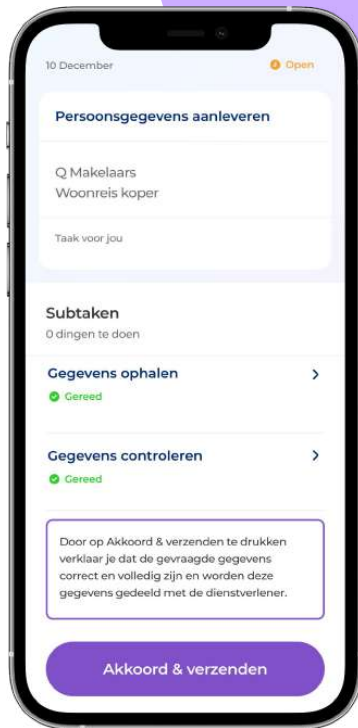 10 December
Open
Persoonsgegevens aanleveren
Q Makelaars
Woonreis koper
Taak voor jou
Subtaken
0 dingen te doen
Gegevens ophalen
Gereed
Gegevens controleren
Gereed
Door op Akkoord & verzenden te drukken
verklaar je dat de gevraagde gegevens
correct en volledig zijn en worden deze
gegevens gedeeld met de dienstverlener.
Akkoord & verzenden